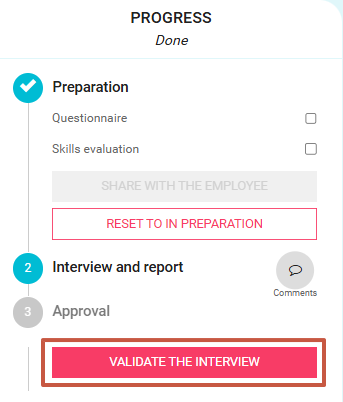 PROGRESS
Done
Preparation
Questionnaire
Skills evaluation
SHARE WITH THE EMPLOYEE
RESET TO IN PREPARATION
2 Interview and report
Comments
3 Approval
VALIDATE THE INTERVIEW